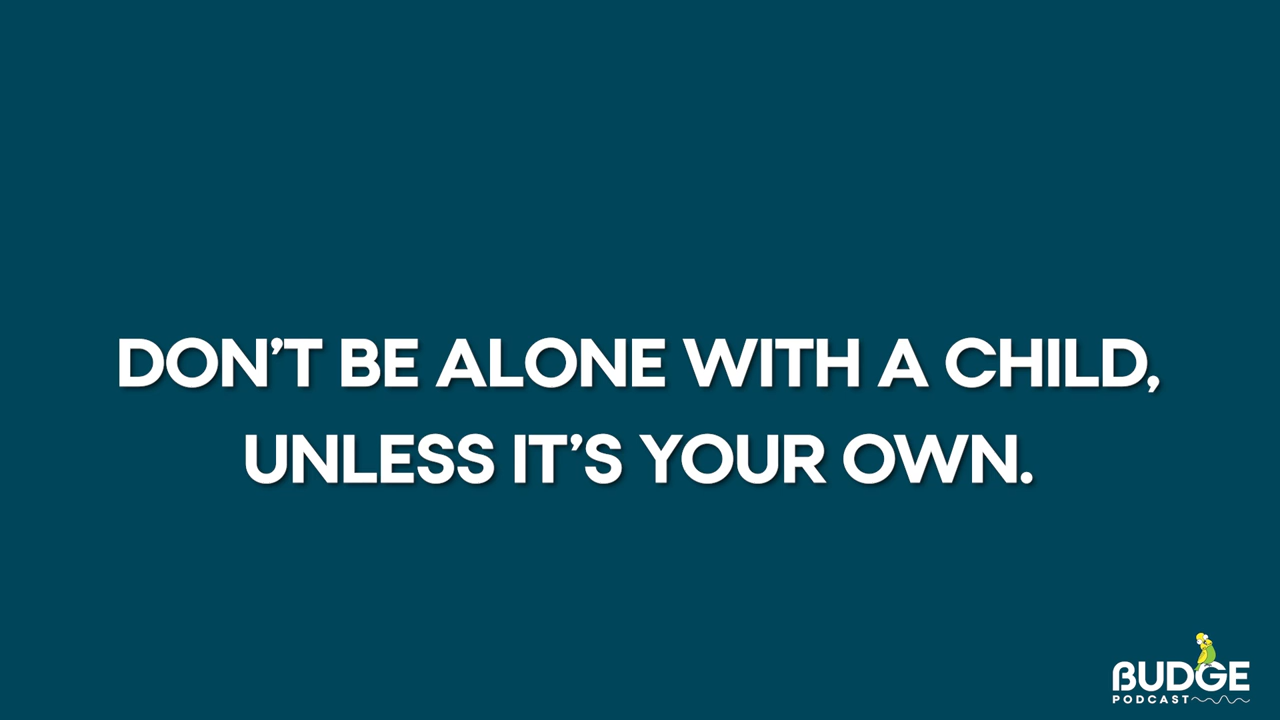 DON’T BE ALONE WITH A CHILD,
UNLESS IT’S YOUR OWN.
BUDGE
PODCAST